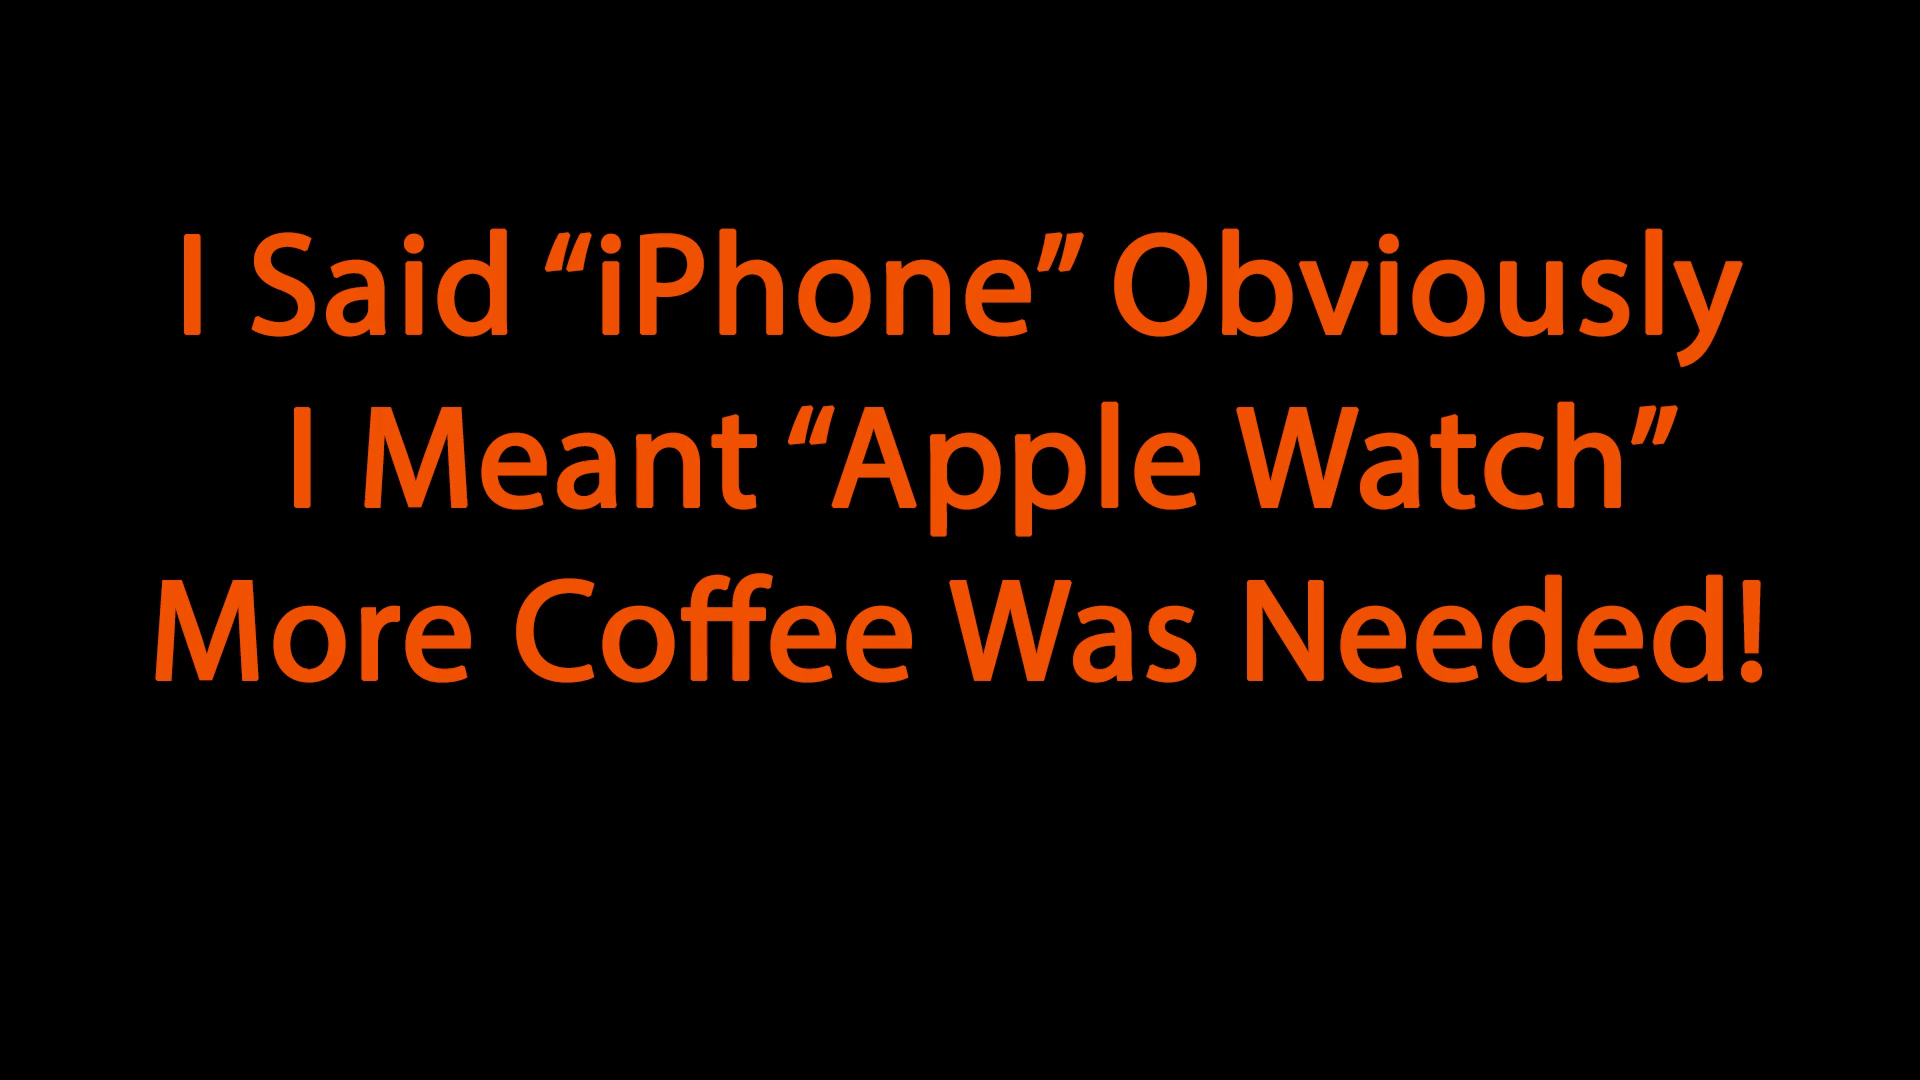 I Said “iPhone” Obviously
I Meant “Apple Watch”
More Coffee Was Needed!